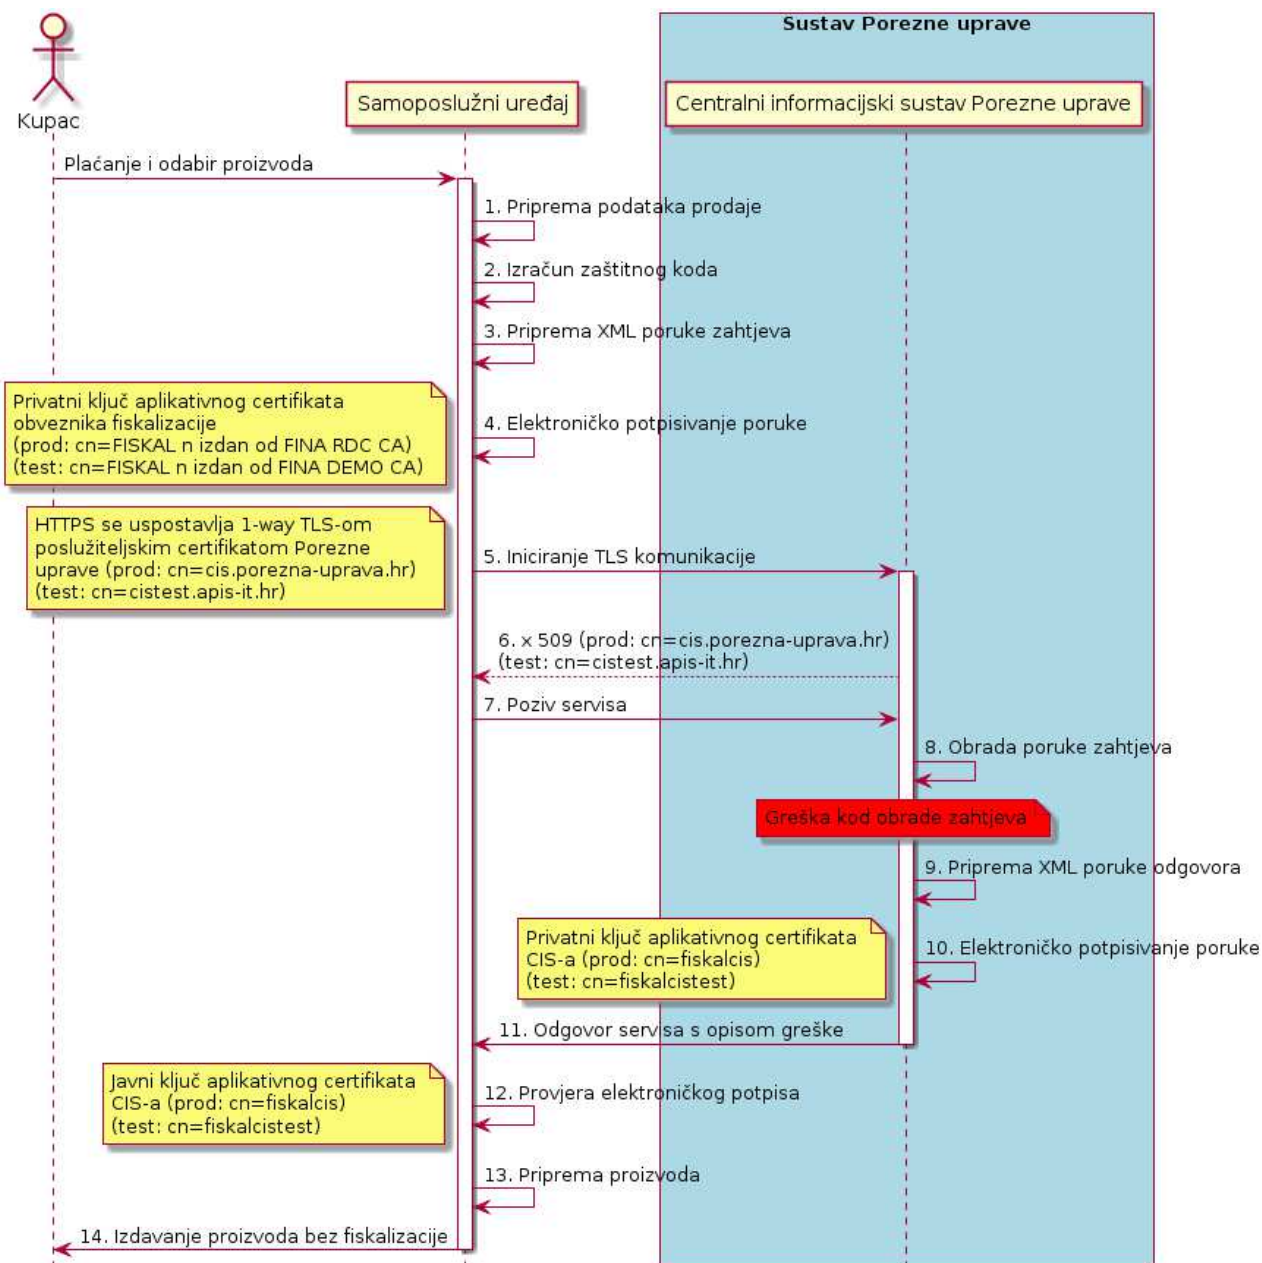 Sustav Porezne uprave
Kupac
Samoposlužni uređaj
Centralni informacijski sustav Porezne uprave
Plaćanje i odabir proizvoda
1. Priprema podataka prodaje
2. Izračun zaštitnog koda
3. Priprema XML poruke zahtjeva
Privatni ključ aplikativnog certifikata
obveznika fiskalizacije
(prod: cn=FISKAL n izdan od FINA RDC CA)
(test: cn=FISKAL n izdan od FINA DEMO CA)
4. Elektroničko potpisivanje poruke
HTTPS se uspostavlja 1-way TLS-om
poslužiteljskim certifikatom Porezne
uprave (prod: cn=cis.porezna-uprava.hr)
(test: cn=cistest.apis-it.hr)
5. Iniciranje TLS komunikacije
6. x 509 (prod: cn=cis.porezna-uprava.hr)
(test: cn=cistest.apis-it.hr)
7. Poziv servisa
8. Obrada poruke zahtjeva
Greška kod obrade zahtjeva
9. Priprema XML poruke odgovora
Privatni ključ aplikativnog certifikata
CIS-a (prod: cn=fiskalcis)
(test: cn=fiskalcistest)
10. Elektroničko potpisivanje poruke
11. Odgovor servisa s opisom greške
Javni ključ aplikativnog certifikata
CIS-a (prod: cn=fiskalcis)
(test: cn=fiskalcistest)
12. Provjera elektroničkog potpisa
13. Priprema proizvoda
14. Izdavanje proizvoda bez fiskalizacije